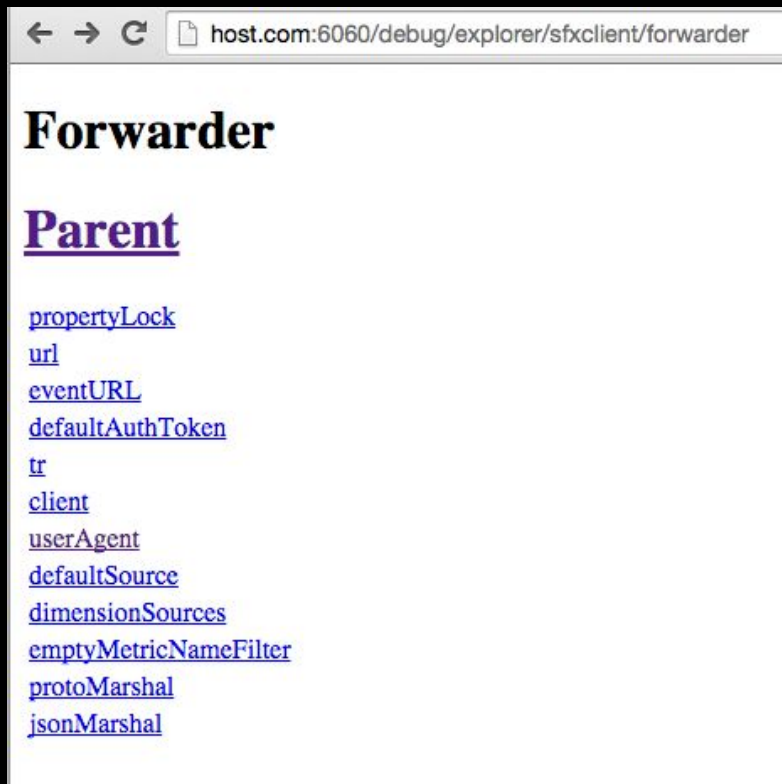 host.com:6060/debug/explorer/sfxclient/forwarder
Forwarder
Parent
propertyLock
url
eventURL
defaultAuthToken
tr
client
userAgent
defaultSource
dimensionSources
emptyMetricNameFilter
protoMarshal
jsonMarshal